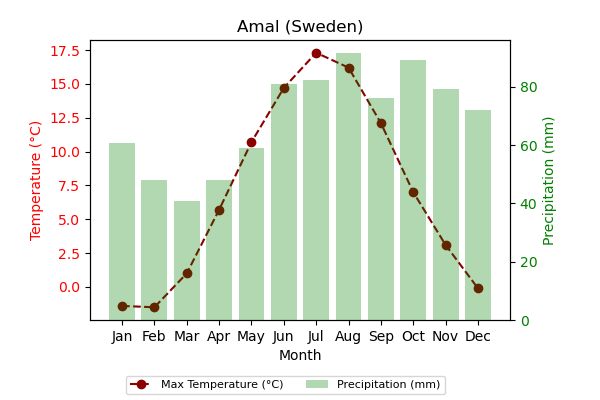 Amal (Sweden)
17.5
15.0
12.5
10.0
7.5
5.0
2.5
0.0
Temperature (°C)
80
60
40
20
0
Precipitation (mm)
Jan Feb Mar Apr May Jun Jul Aug Sep Oct Nov Dec
Month
Max Temperature (°C) Precipitation (mm)